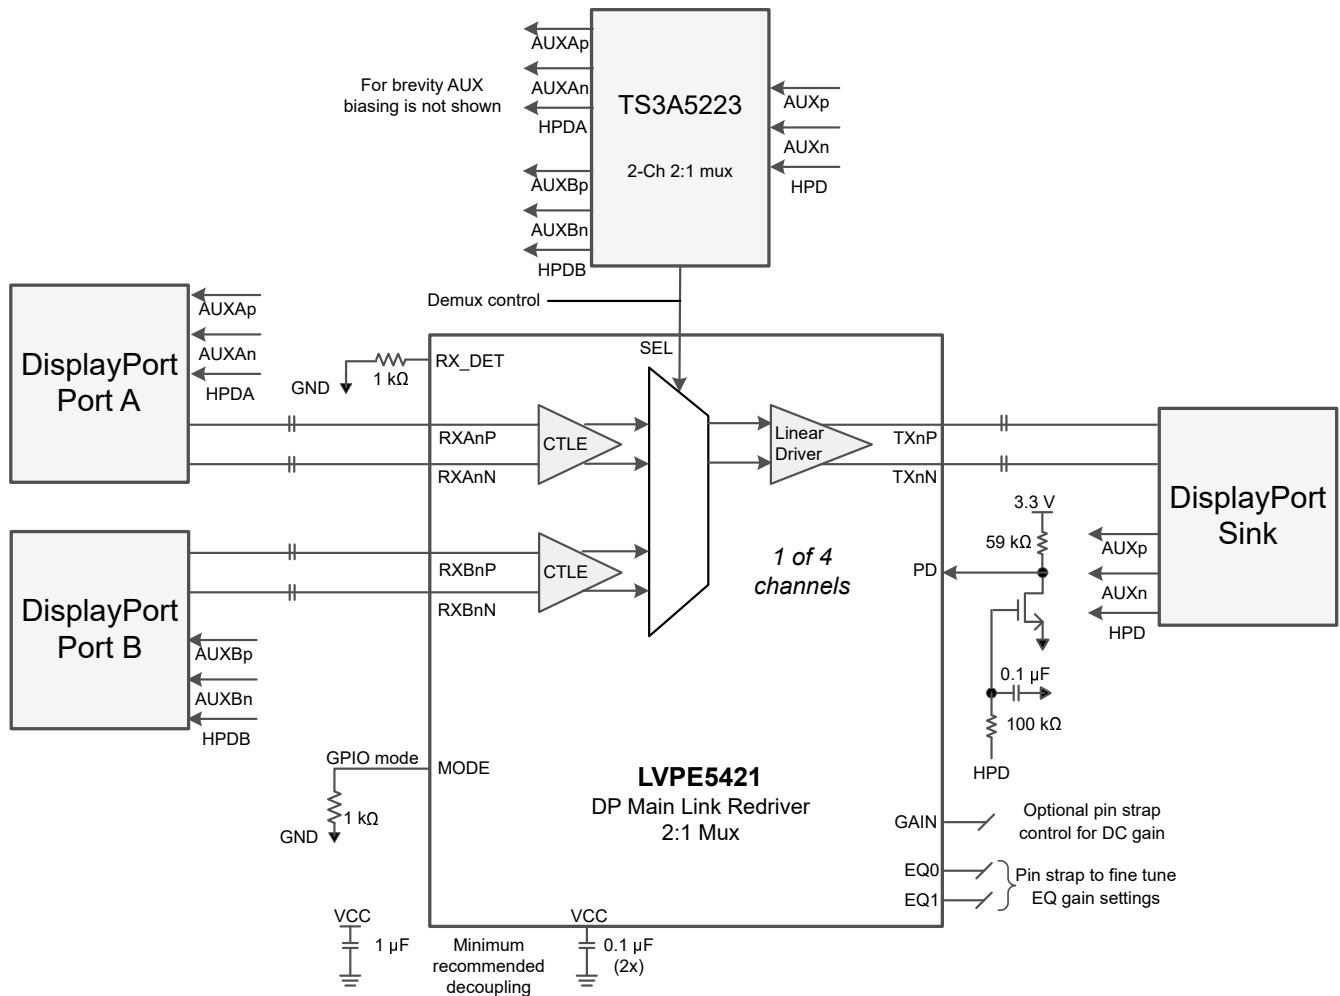 AUXAp
For brevity AUX
biasing is not shown
AUXAn
HPDA
TS3A5223
AUXp
AUXn
2-Ch 2:1 mux
HPD
AUXBp
AUXBn
HPDB
Demux control
DisplayPort
Port A
AUXAp
AUXAn
HPDA
GND
1 kΩ
RX_DET
SEL
RXAnP
RXAnN
CTLE
Linear
Driver
TXnP
TXnN
DisplayPort
Sink
AUXp
AUXn
HPD
3.3 V
59 kΩ
PD
0.1 µF
100 kΩ
HPD
DisplayPort
Port B
AUXBp
AUXBn
HPDB
RXBnP
RXBnN
CTLE
1 of 4
channels
GPIO mode
MODE
1 kΩ
GND
LVPE5421
DP Main Link Redriver
2:1 Mux
GAIN
Optional pin strap
control for DC gain
EQ0
EQ1
Pin strap to fine tune
EQ gain settings
VCC
1 µF
Minimum
recommended
decoupling
VCC
0.1 µF
(2x)